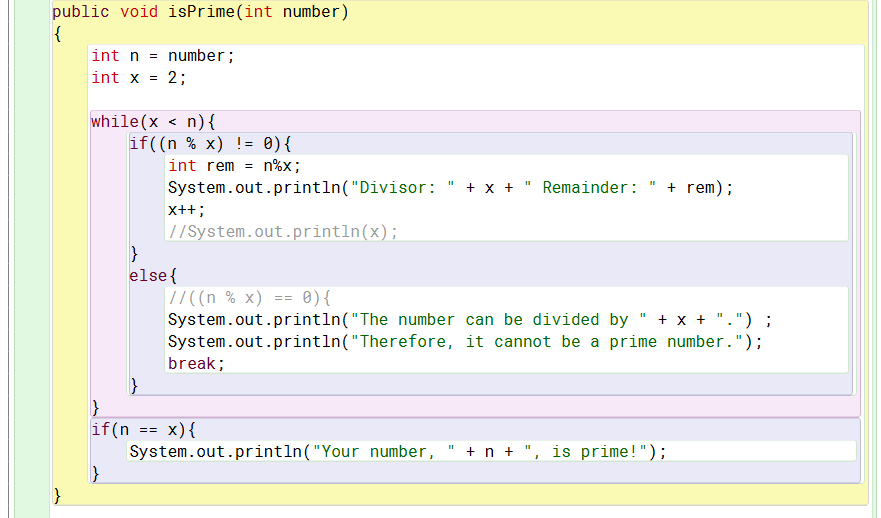 public void isPrime(int number)
{
int n = number;
int x = 2;
while(x < n){
if((n % x) != 0){
int rem = n%x;
System.out.println("Divisor: " + x + " Remainder: " + rem);
x++;
//System.out.println(x);
}
else{
//((n % x) == 0){
System.out.println("The number can be divided by " + x + ".") ;
System.out.println("Therefore, it cannot be a prime number.");
break;
}
}
if(n == x){
System.out.println("Your number, " + n + ", is prime!");
}
}